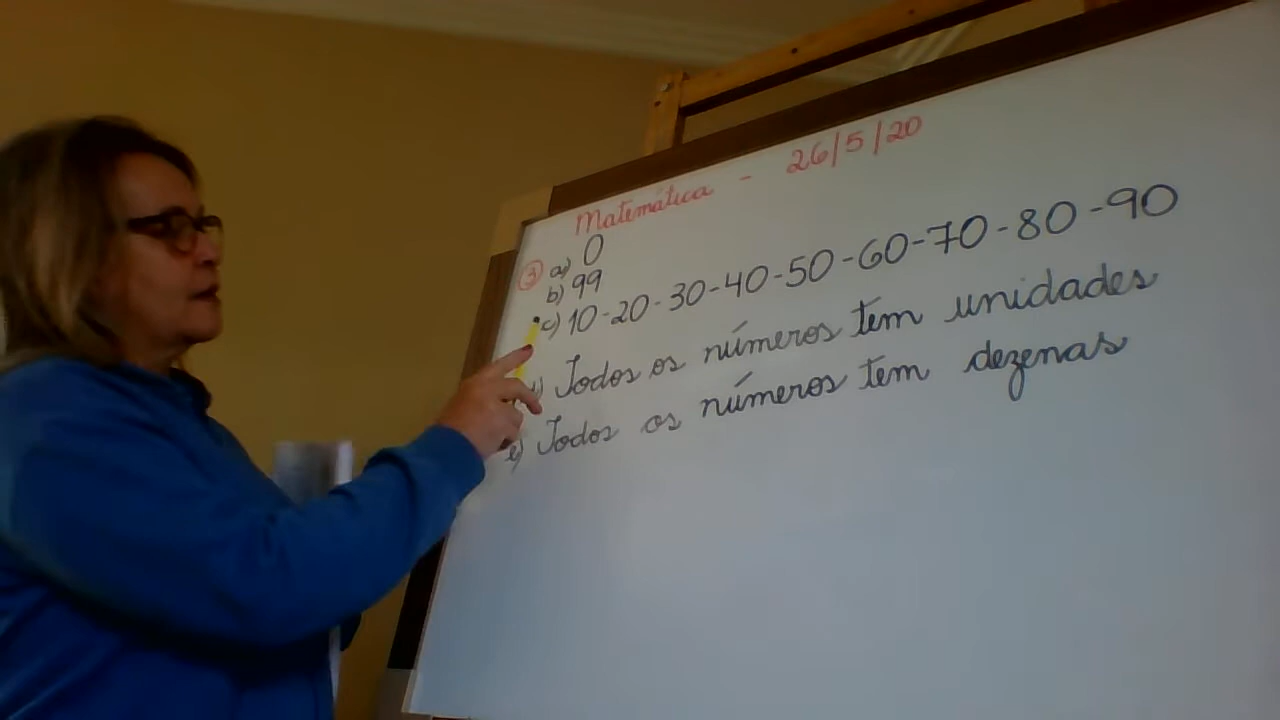 Matemática - 26/5/20
3 a) 0
b) 99
c) 10-20-30-40-50-60-70-80-90
d) Todos os números tem unidades
e) Todos os números tem dezenas